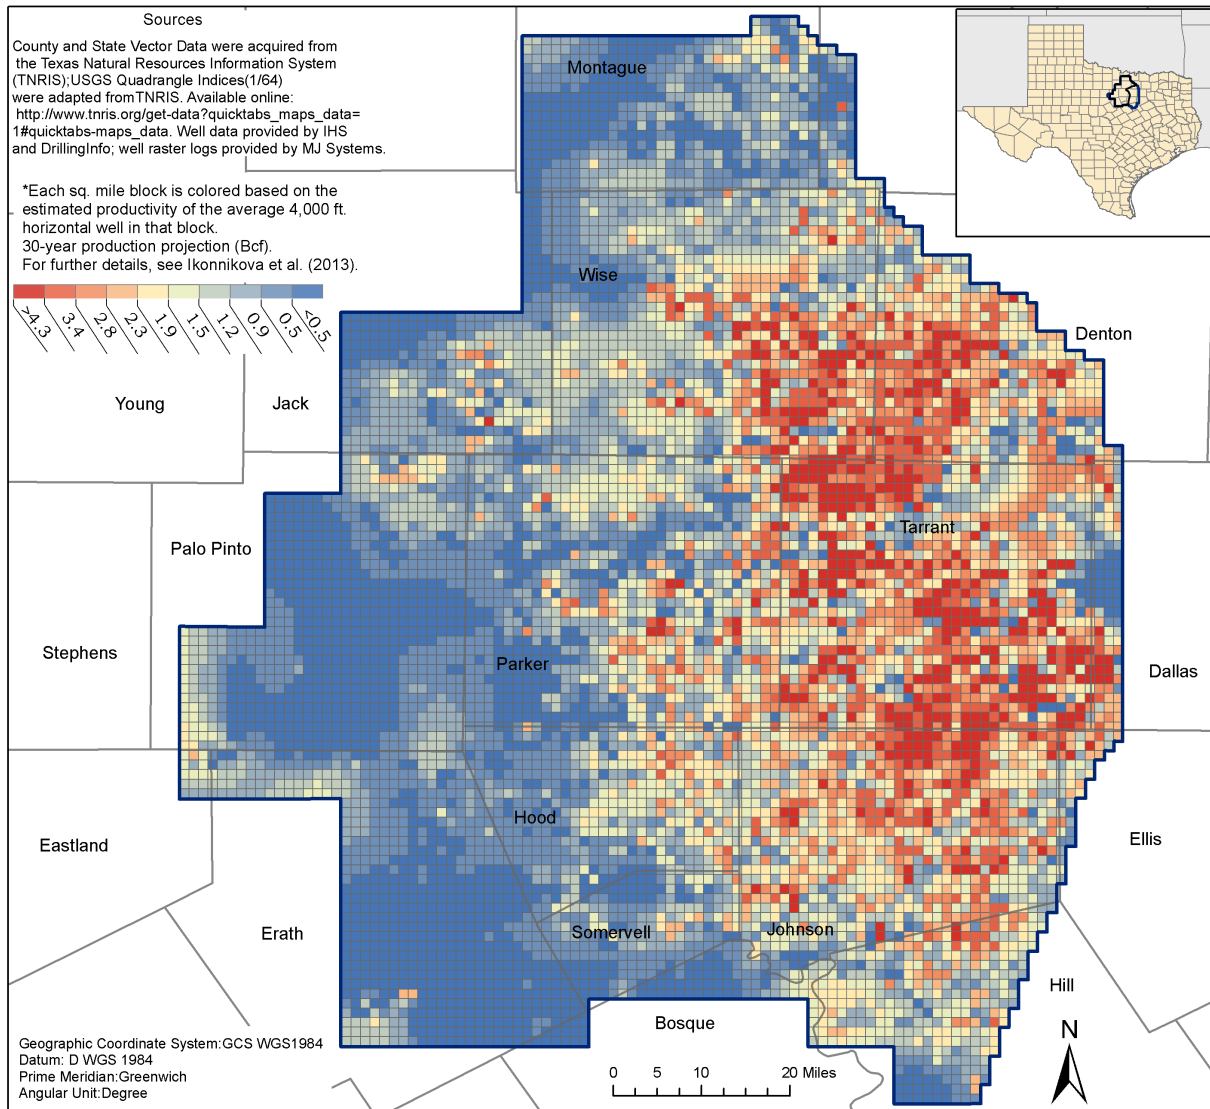 Sources
County and State Vector Data were acquired from
the Texas Natural Resources Information System
(TNRIS);USGS Quadrangle Indices(1/64)
were adapted fromTNRIS. Available online:
http://www.tnris.org/get-data?quicktabs_maps_data=
1#quicktabs-maps_data. Well data provided by IHS
and DrillingInfo; well raster logs provided by MJ Systems.
*Each sq. mile block is colored based on the
estimated productivity of the average 4,000 ft.
horizontal well in that block.
30-year production projection (Bcf).
For further details, see Ikonnikova et al. (2013).
>4.3 3.4 2.8 2.3 1.9 1.5 1.2 0.9 0.5 <0.5
Montague
Wise
Denton
Young
Jack
Tarrant
Palo Pinto
Stephens
Parker
Dallas
Hood
Eastland
Ellis
Erath
Somervell
Johnson
Hill
Bosque
Geographic Coordinate System:GCS WGS1984
Datum: D WGS 1984
Prime Meridian:Greenwich
Angular Unit:Degree
0 5 10 20 Miles
N